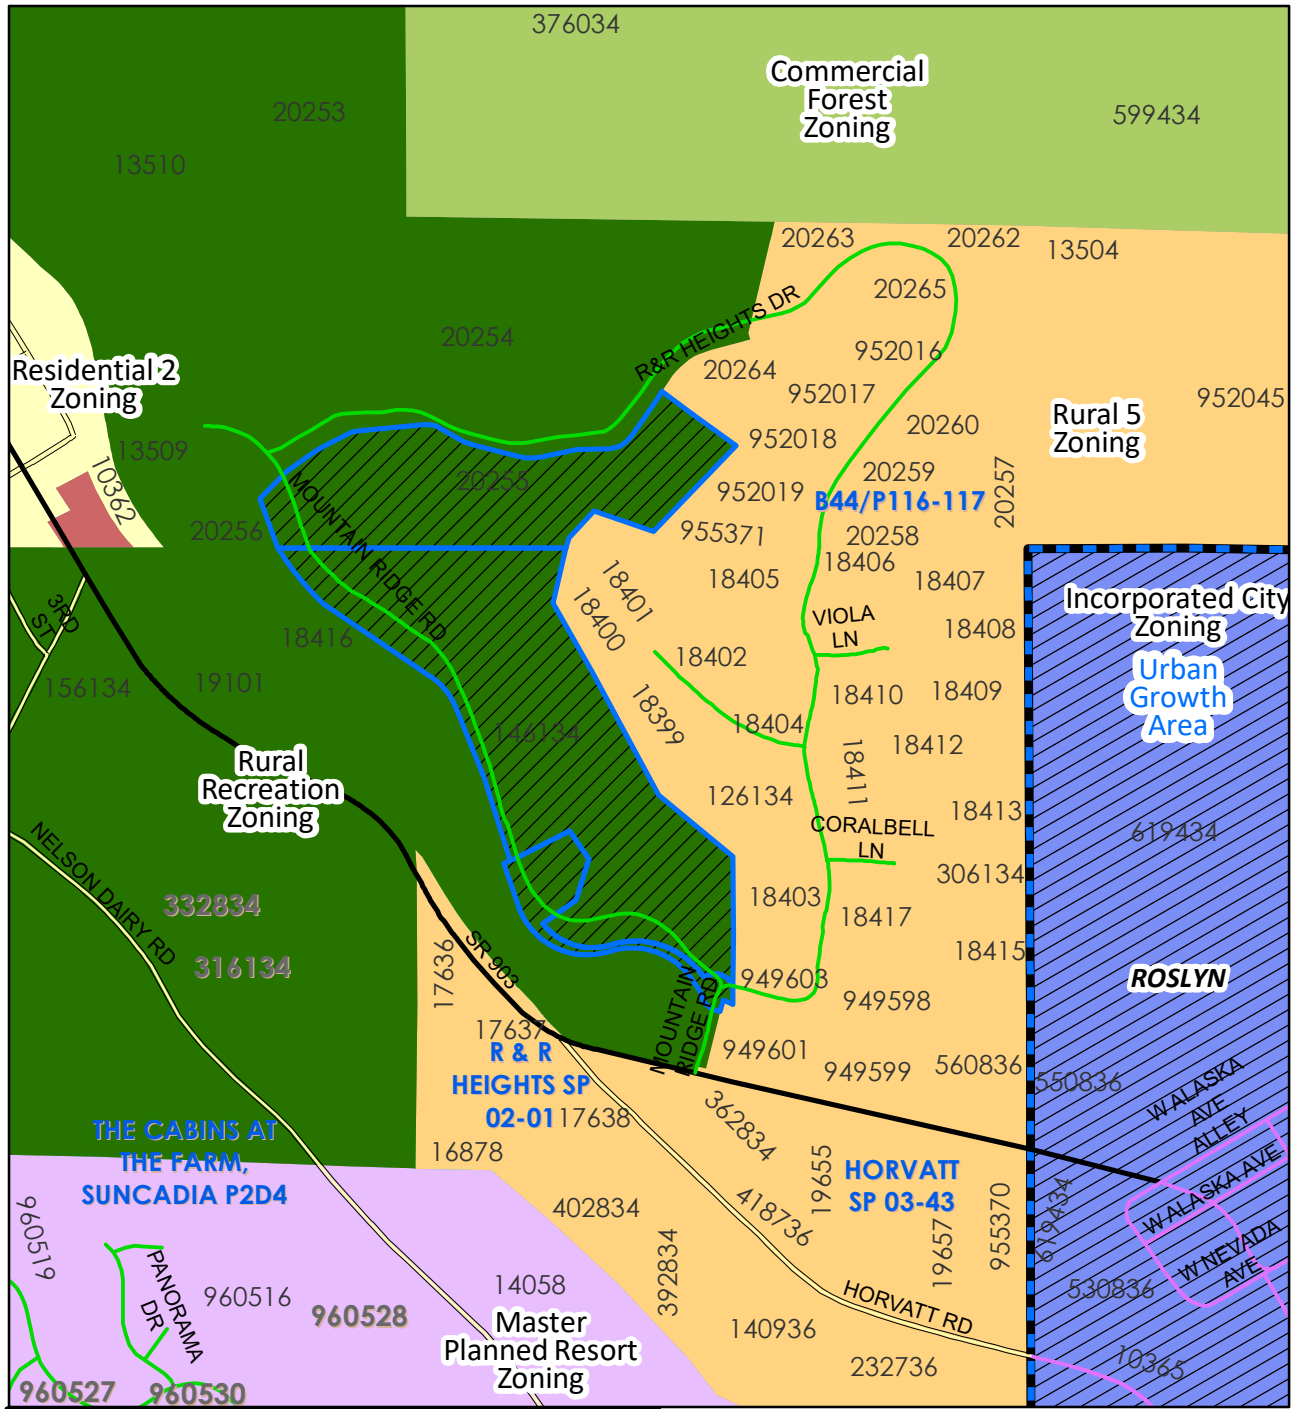 376034
Commercial
Forest
Zoning
599434
20253
13510
20263
20262
13504
20265
R&R HEIGHTS DR
20254
952016
20264
Residential 2
Zoning
952017
952045
Rural 5
Zoning
20260
952018
13509
10362
20259
20255
952019
B44/P116-117
20257
20256
MOUNTAIN RIDGE RD
955371
20258
18406
18405
18407
18401
18400
Incorporated City
Zoning
3RD
ST
VIOLA
LN
18408
18416
18402
Urban
Growth
Area
156134
19101
18410
18409
18399
18404
146134
18412
18411
Rural
Recreation
Zoning
126134
18413
CORALBELL
LN
619434
NELSON DAIRY RD
306134
332834
18403
18417
316134
SR 903
17636
18415
949603
MOUNTAIN
RIDGE RD
ROSLYN
949598
17637
R & R
HEIGHTS SP
02-01
949601
949599
560836
550836
17638
362834
W ALASKA
AVE
ALLEY
THE CABINS AT
THE FARM,
SUNCADIA P2D4
16878
19655
HORVATT
SP 03-43
W ALASKA AVE
402834
418736
955370
619434
960519
392834
19657
W NEVADA
AVE
PANORAMA
DR
960516
14058
530836
960528
HORVATT RD
Master
Planned Resort
Zoning
140936
232736
10365
960527
960530